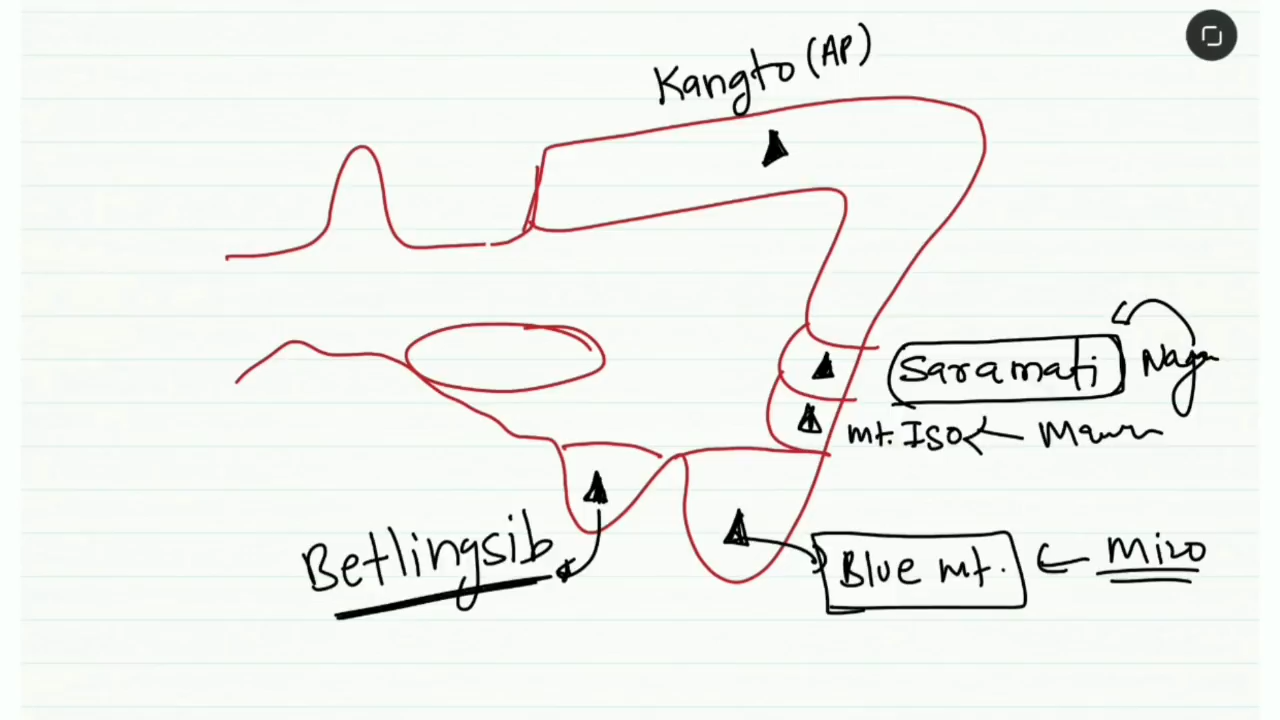 Kangto (AP)
Saramati Naga
mt. Iso
Betlingsib
Blue mt. Mizo